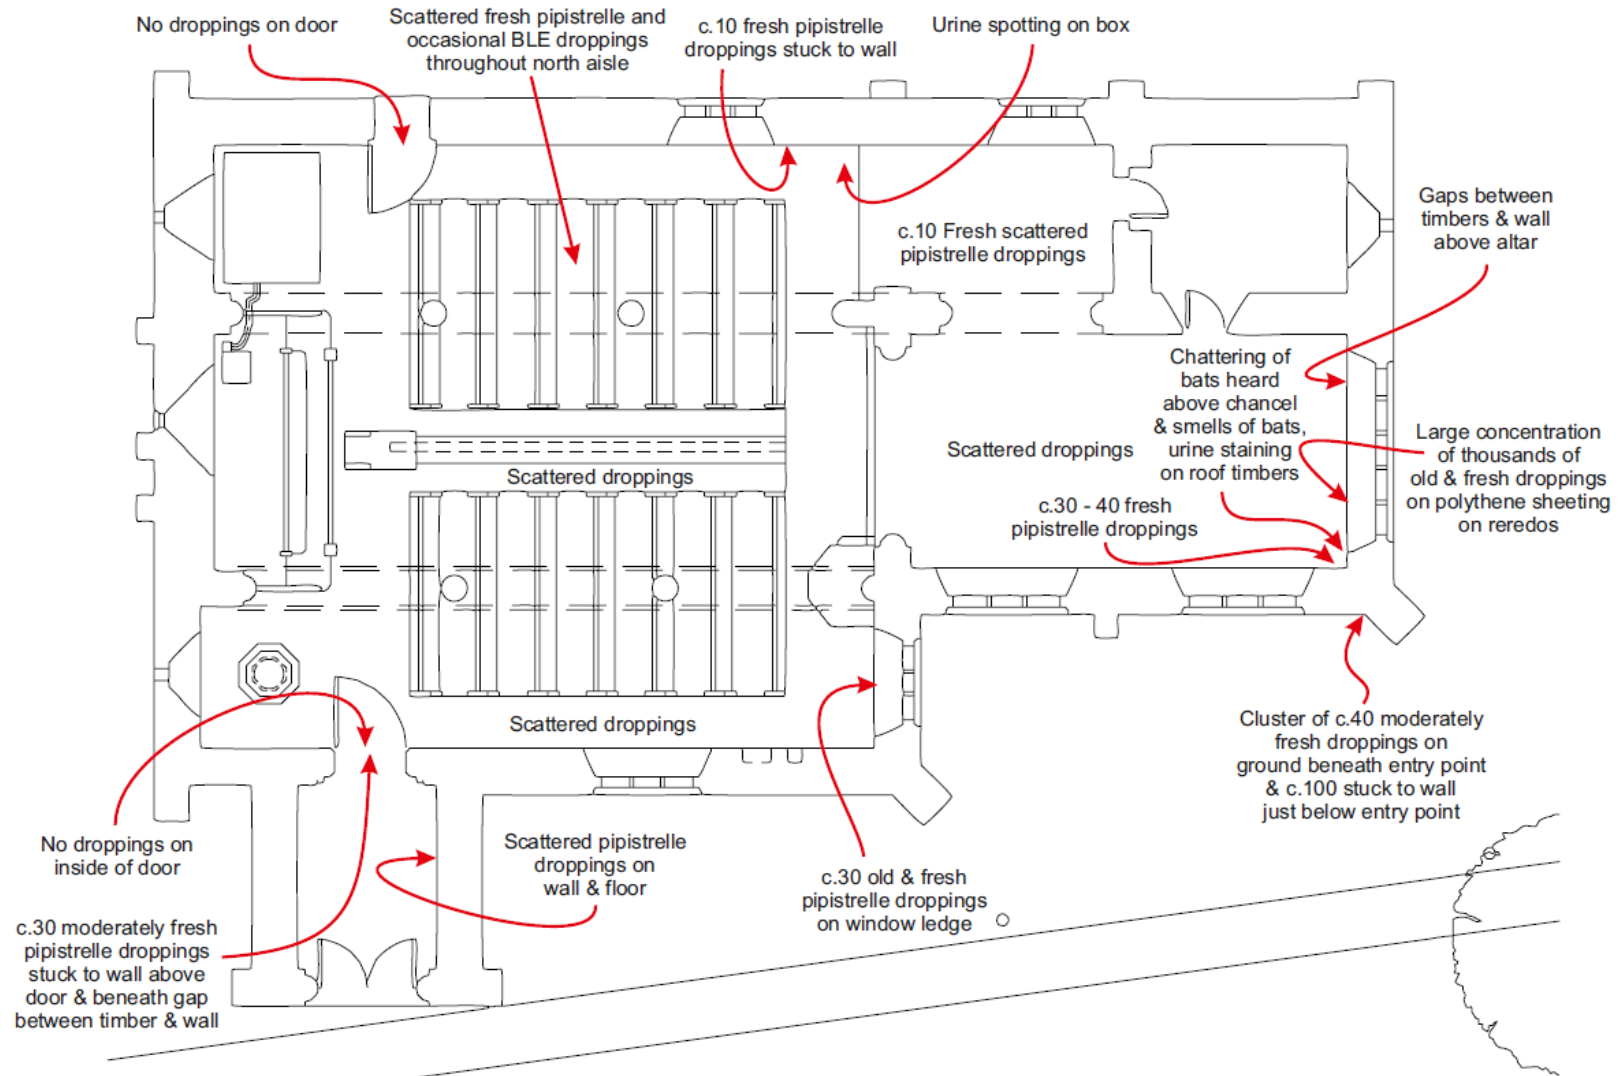 No droppings on door
Scattered fresh pipistrelle and
occasional BLE droppings
throughout north aisle
c.10 fresh pipistrelle
droppings stuck to wall
Urine spotting on box
Gaps between
timbers & wall
above altar
c.10 Fresh scattered
pipistrelle droppings
Chattering of
bats heard
above chancel
& smells of bats,
urine staining
on roof timbers
Large concentration
of thousands of
old & fresh droppings
on polythene sheeting
on reredos
Scattered droppings
Scattered droppings
c.30 - 40 fresh
pipistrelle droppings
Scattered droppings
Cluster of c.40 moderately
fresh droppings on
ground beneath entry point
& c.100 stuck to wall
just below entry point
No droppings on
inside of door
Scattered pipistrelle
droppings on
wall & floor
c.30 old & fresh
pipistrelle droppings
on window ledge
c.30 moderately fresh
pipistrelle droppings
stuck to wall above
door & beneath gap
between timber & wall